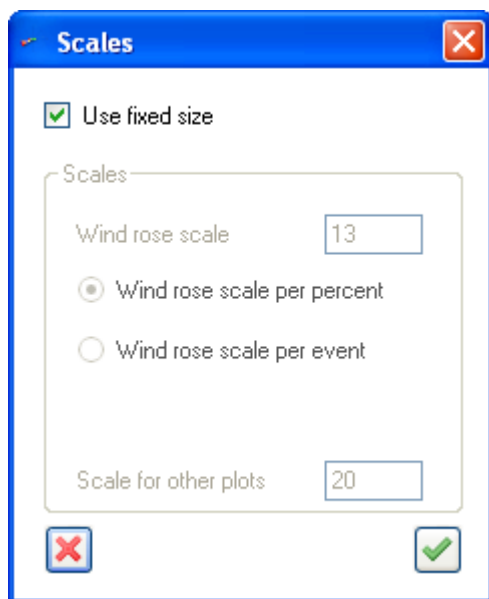 Scales
Use fixed size
Scales
Wind rose scale 13
Wind rose scale per percent
Wind rose scale per event
Scale for other plots 20